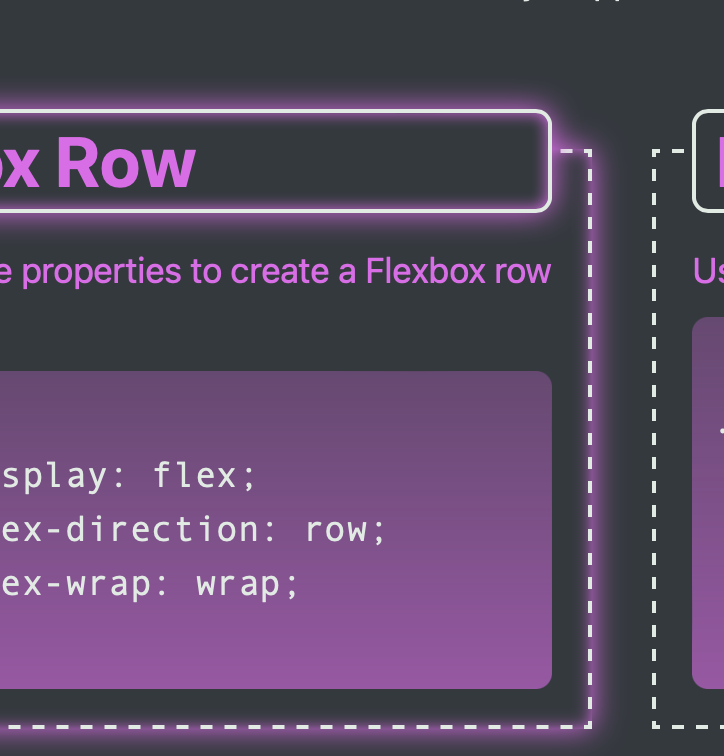 ox Row
e properties to create a Flexbox row
Us
splay: flex;
ex-direction: row;
ex-wrap: wrap;